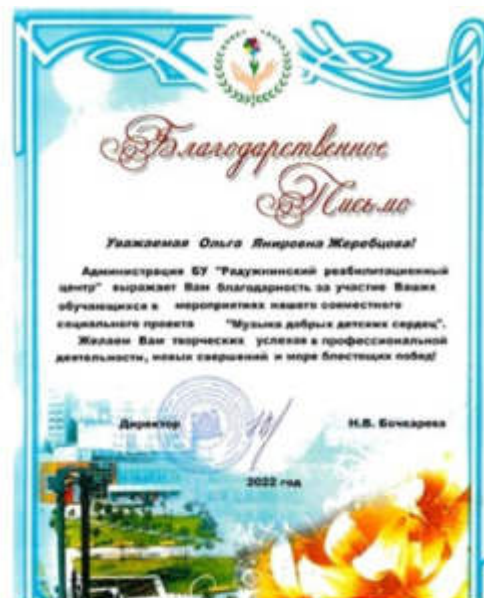 Благодарственное
Письмо
Уважаемая Ольга Янировна Жеребцова!
Администрация БУ "Радужнинский реабилитационный
центр" выражает Вам благодарность за участие Ваших
обучающихся в мероприятиях нашего совместного
социального проекта "Музыка добрых детских сердец".
Желаем Вам творческих успехов в профессиональной
деятельности, новых свершений и море блестящих побед!
Директор Н.В. Бочкарева
2022 год